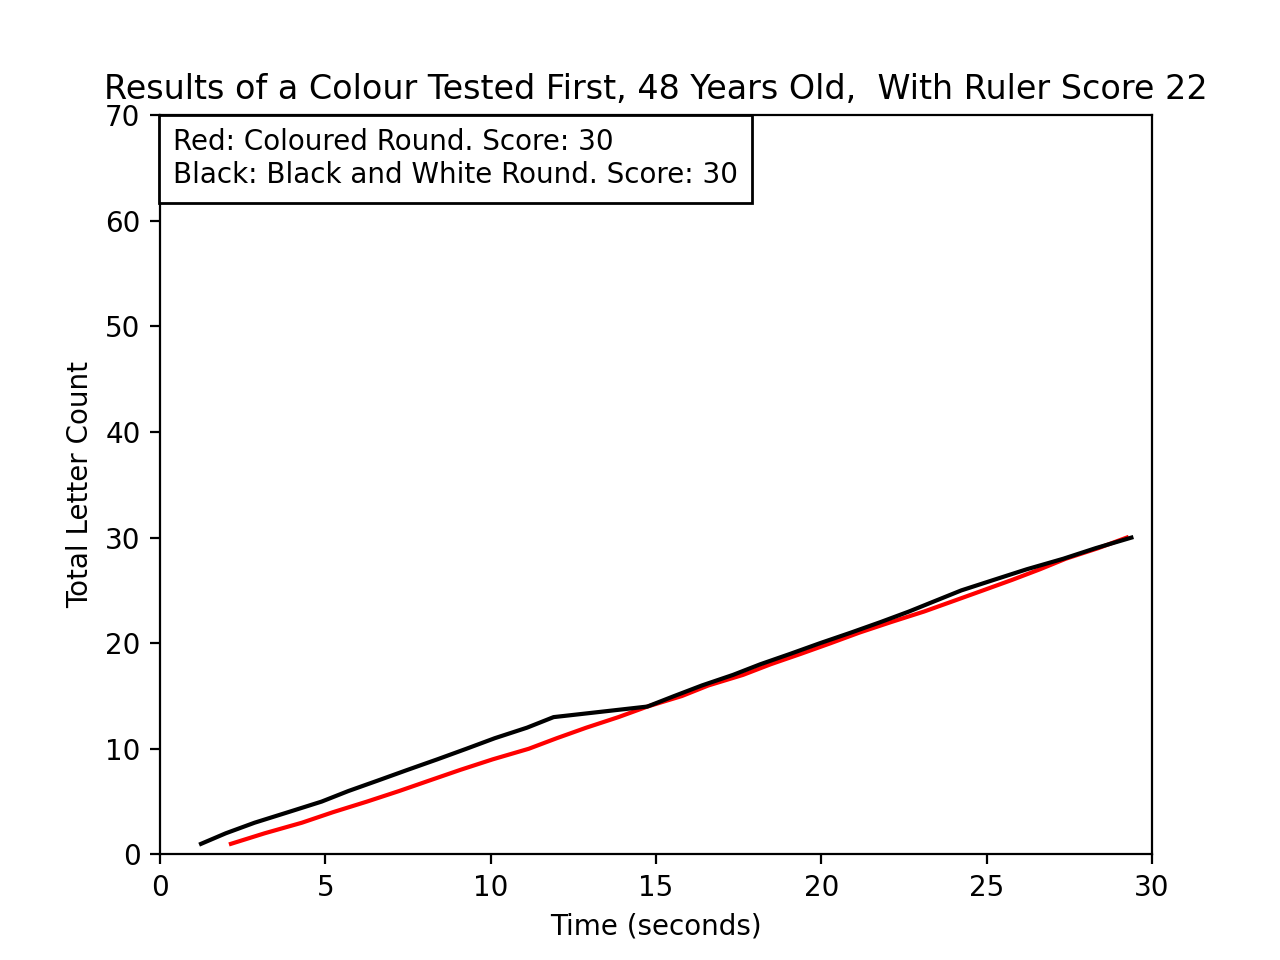 Results of a Colour Tested First, 48 Years Old,  With Ruler Score 22
Red: Coloured Round. Score: 30
Black: Black and White Round. Score: 30
70
60
50
40
30
20
10
0
Total Letter Count
0 5 10 15 20 25 30
Time (seconds)